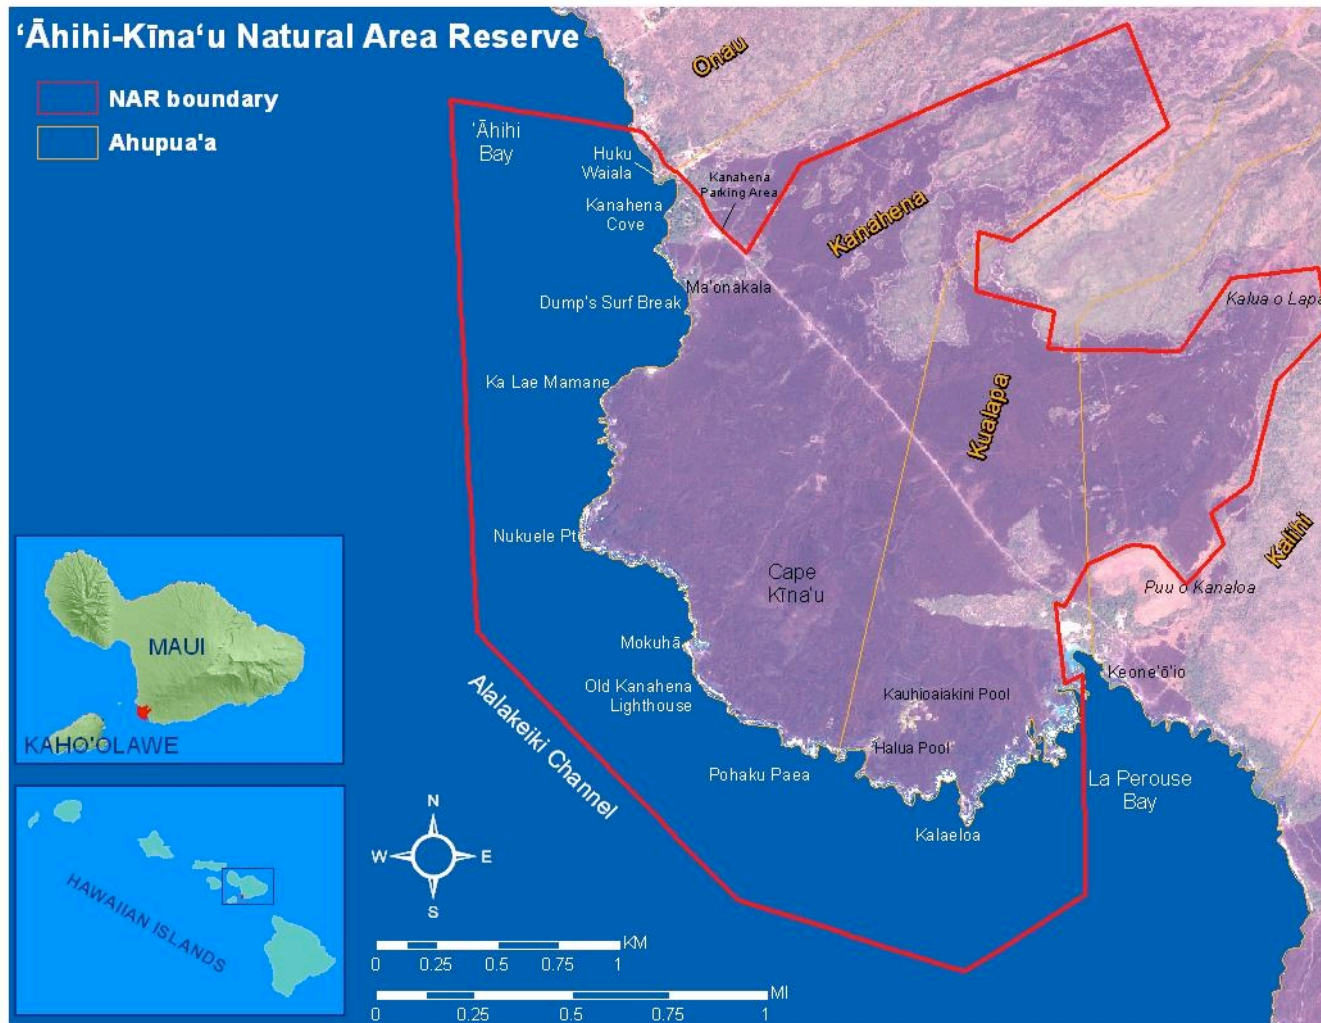 ʻĀhihi-Kīnaʻu Natural Area Reserve
NAR boundary
Ahupua'a
Onau
ʻĀhihi
Bay
Huku
Waiala
Kanahena
Parking Area
Kanahena
Cove
Kanahena
Ma'onakala
Dump's Surf Break
Kalua o Lapa
Ka Lae Mamane
Kualapa
Nukuele Pt
Kalihi
Cape
Kīna'u
Puu o Kanaloa
Mokuhā
Keone'ō'io
Old Kanahena
Lighthouse
Kauhioaiakini Pool
Halua Pool
Pohaku Paea
La Perouse
Bay
Kalaeloa
Alalakeiki Channel
MAUI
KAHO'OLAWE
HAWAIIAN ISLANDS
N
W E
S
KM
0 0.25 0.5 0.75 1
MI
0 0.25 0.5 0.75 1